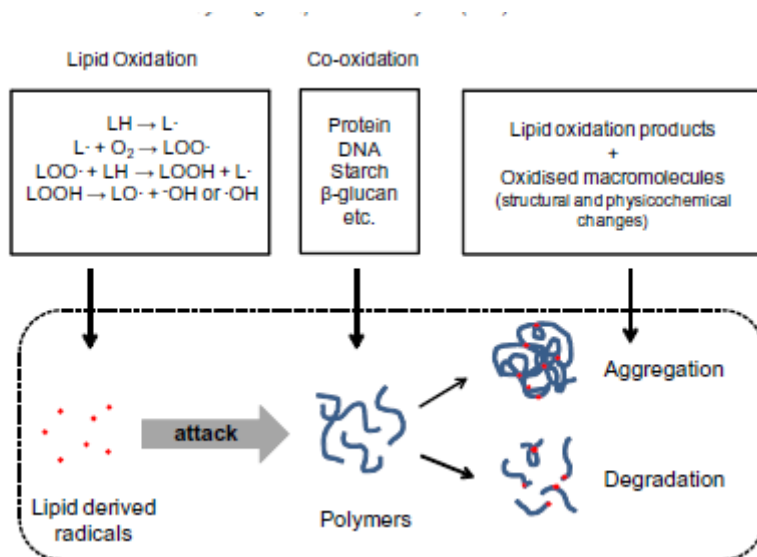 Lipid Oxidation
Co-oxidation
LH → L·
L· + O₂ → LOO·
LOO· + LH → LOOH + L·
LOOH → LO· + ⁻OH or ·OH
Protein
DNA
Starch
β-glucan
etc.
Lipid oxidation products
+
Oxidised macromolecules
(structural and physicochemical
changes)
attack
Lipid derived
radicals
Polymers
Aggregation
Degradation